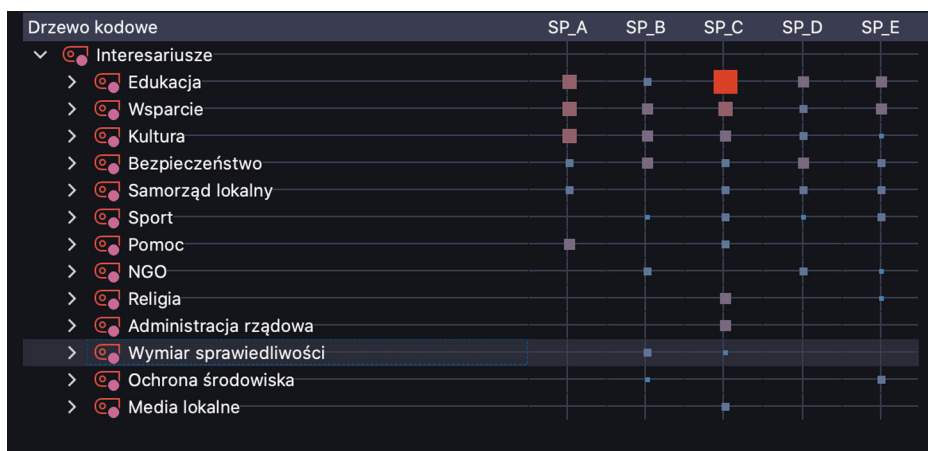 Drzewo kodowe SP_A SP_B SP_C SP_D SP_E
Interesariusze
Edukacja
Wsparcie
Kultura
Bezpieczeństwo
Samorząd lokalny
Sport
Pomoc
NGO
Religia
Administracja rządowa
Wymiar sprawiedliwości
Ochrona środowiska
Media lokalne